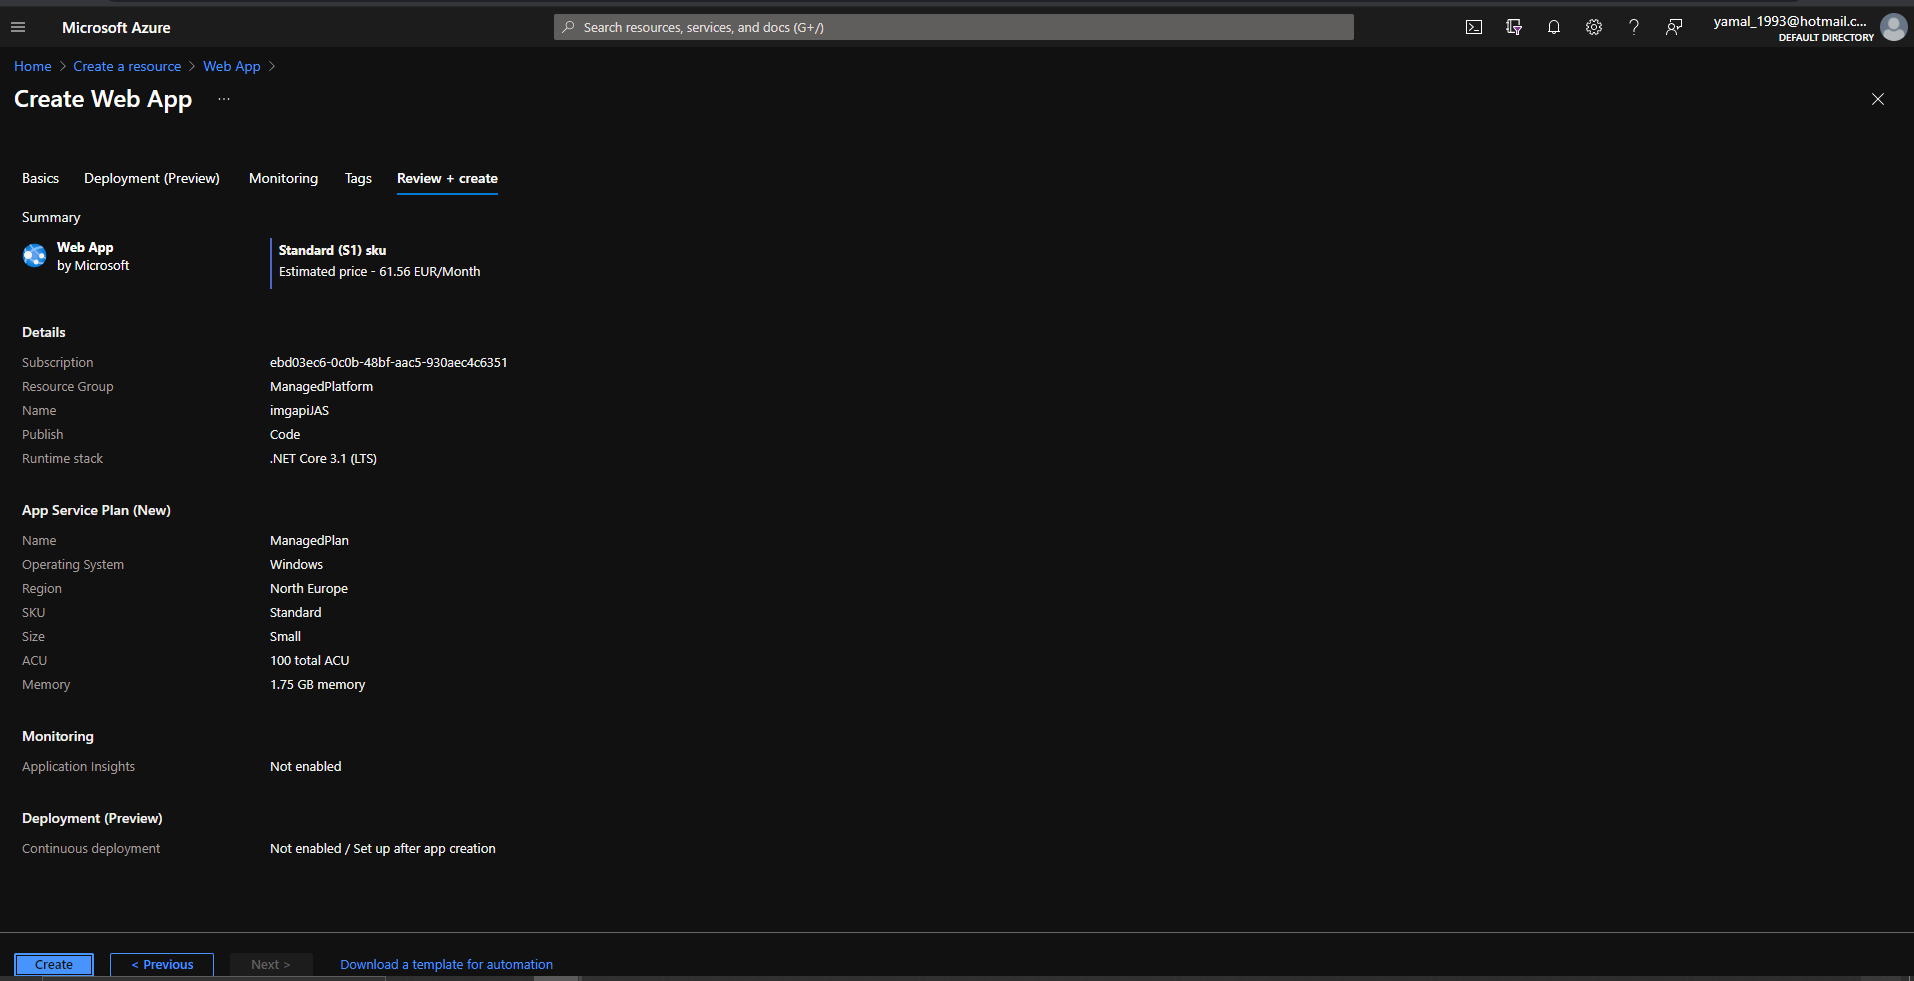 Microsoft Azure
Search resources, services, and docs (G+/)
yamal_1993@hotmail.c...
DEFAULT DIRECTORY
Home > Create a resource > Web App >
Create Web App ...
Basics Deployment (Preview) Monitoring Tags Review + create
Summary
Web App
by Microsoft
Standard (S1) sku
Estimated price - 61.56 EUR/Month
Details
Subscription ebd03ec6-0c0b-48bf-aac5-930aec4c6351
Resource Group ManagedPlatform
Name imgapiJAS
Publish Code
Runtime stack .NET Core 3.1 (LTS)
App Service Plan (New)
Name ManagedPlan
Operating System Windows
Region North Europe
SKU Standard
Size Small
ACU 100 total ACU
Memory 1.75 GB memory
Monitoring
Application Insights Not enabled
Deployment (Preview)
Continuous deployment Not enabled / Set up after app creation
Create < Previous Next > Download a template for automation